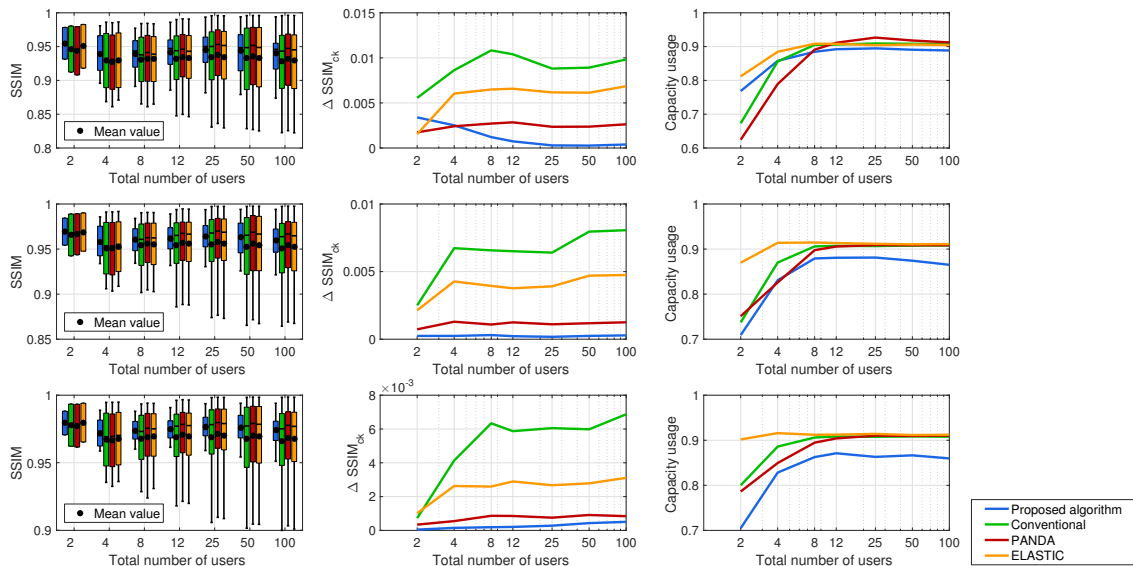 1
0.95
0.9
0.85
0.8
SSIM
Mean value
2 4 8 12 25 50 100
Total number of users
0.015
0.01
0.005
0
Δ SSIM_ck
2 4 8 12 25 50 100
Total number of users
1
0.9
0.8
0.7
0.6
Capacity usage
2 4 8 12 25 50 100
Total number of users
1
0.95
0.9
0.85
SSIM
Mean value
2 4 8 12 25 50 100
Total number of users
0.01
0.005
0
Δ SSIM_ck
2 4 8 12 25 50 100
Total number of users
1
0.9
0.8
0.7
Capacity usage
2 4 8 12 25 50 100
Total number of users
1
0.95
0.9
SSIM
Mean value
2 4 8 12 25 50 100
Total number of users
×10⁻³
8
6
4
2
0
Δ SSIM_ck
2 4 8 12 25 50 100
Total number of users
1
0.9
0.8
0.7
Capacity usage
2 4 8 12 25 50 100
Total number of users
Proposed algorithm
Conventional
PANDA
ELASTIC